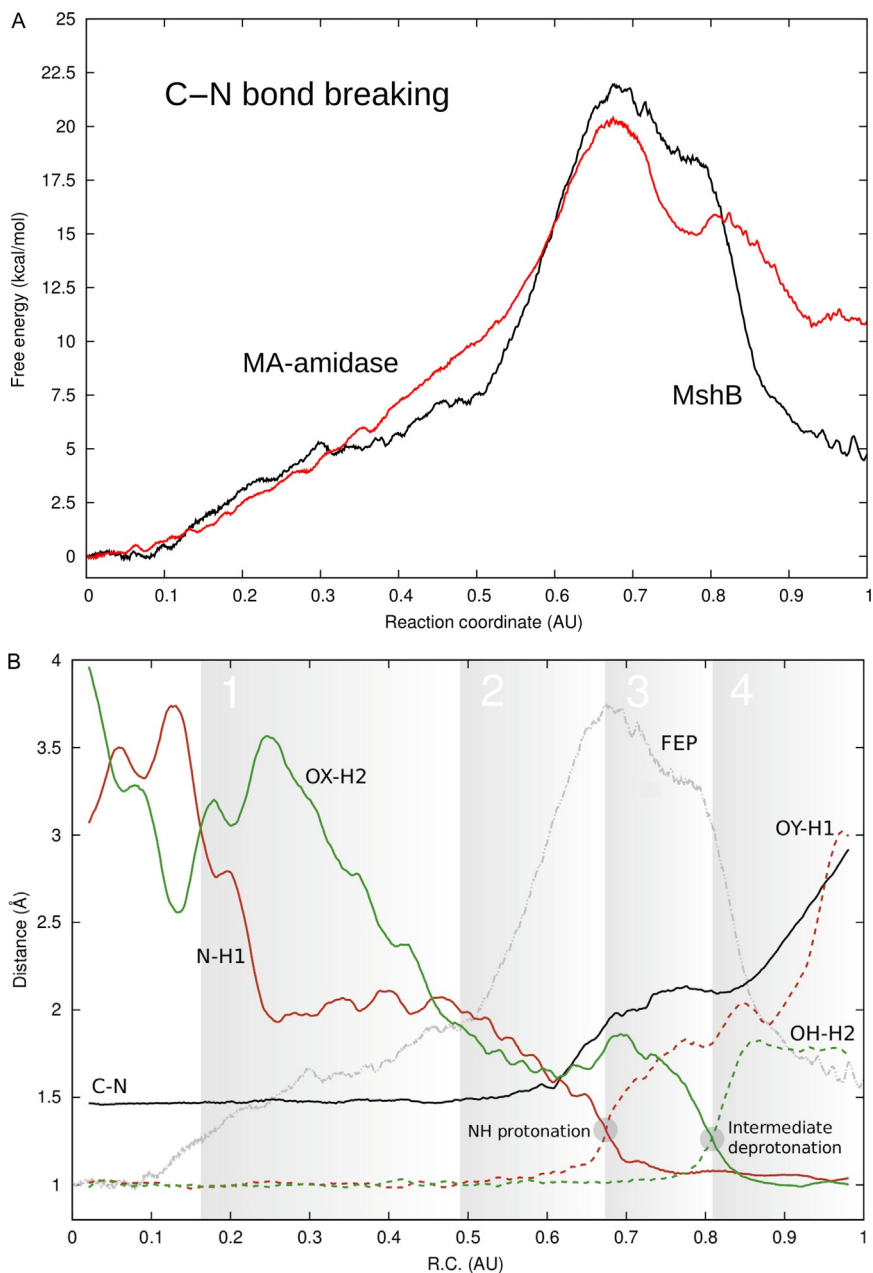 A
25
22.5
20
17.5
15
12.5
10
7.5
5
2.5
0
Free energy (kcal/mol)
C–N bond breaking
MA-amidase
MshB
0 0.1 0.2 0.3 0.4 0.5 0.6 0.7 0.8 0.9 1
Reaction coordinate (AU)
B
4
3.5
3
2.5
2
1.5
1
Distance (Å)
1 2 3 4
FEP
OX-H2
OY-H1
N-H1
OH-H2
C-N
NH protonation
Intermediate
deprotonation
0 0.1 0.2 0.3 0.4 0.5 0.6 0.7 0.8 0.9 1
R.C. (AU)